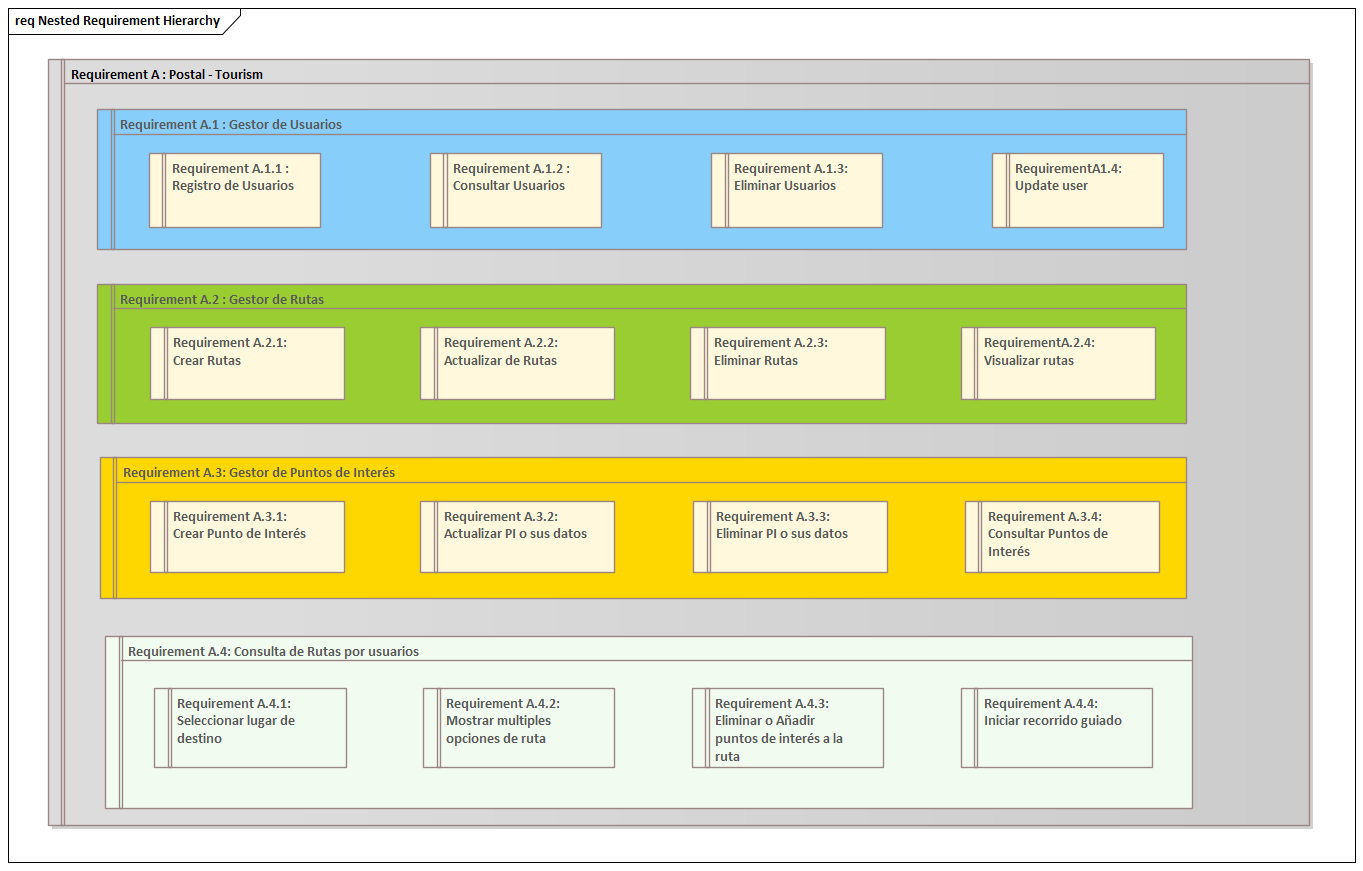 req Nested Requirement Hierarchy
Requirement A : Postal - Tourism
Requirement A.1 : Gestor de Usuarios
Requirement A.1.1 :
Registro de Usuarios
Requirement A.1.2 :
Consultar Usuarios
Requirement A.1.3:
Eliminar Usuarios
RequirementA1.4:
Update user
Requirement A.2 : Gestor de Rutas
Requirement A.2.1:
Crear Rutas
Requirement A.2.2:
Actualizar de Rutas
Requirement A.2.3:
Eliminar Rutas
RequirementA.2.4:
Visualizar rutas
Requirement A.3: Gestor de Puntos de Interés
Requirement A.3.1:
Crear Punto de Interés
Requirement A.3.2:
Actualizar PI o sus datos
Requirement A.3.3:
Eliminar PI o sus datos
Requirement A.3.4:
Consultar Puntos de
Interés
Requirement A.4: Consulta de Rutas por usuarios
Requirement A.4.1:
Seleccionar lugar de
destino
Requirement A.4.2:
Mostrar multiples
opciones de ruta
Requirement A.4.3:
Eliminar o Añadir
puntos de interés a la
ruta
Requirement A.4.4:
Iniciar recorrido guiado